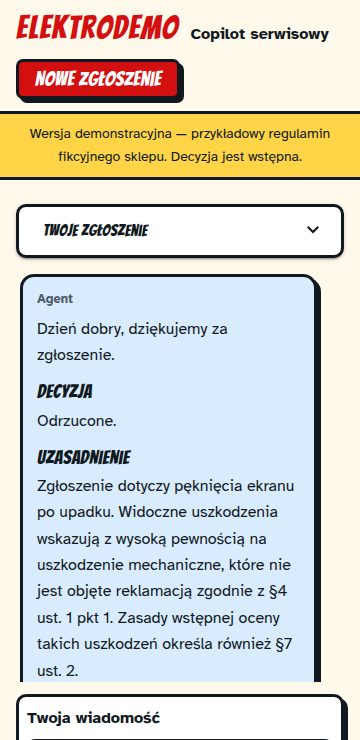 ELEKTRODEMO Copilot serwisowy
NOWE ZGŁOSZENIE
Wersja demonstracyjna — przykładowy regulamin
fikcyjnego sklepu. Decyzja jest wstępna.
TWOJE ZGŁOSZENIE
Agent
Dzień dobry, dziękujemy za
zgłoszenie.
DECYZJA
Odrzucone.
UZASADNIENIE
Zgłoszenie dotyczy pęknięcia ekranu
po upadku. Widoczne uszkodzenia
wskazują z wysoką pewnością na
uszkodzenie mechaniczne, które nie
jest objęte reklamacją zgodnie z §4
ust. 1 pkt 1. Zasady wstępnej oceny
takich uszkodzeń określa również §7
ust. 2.
Twoja wiadomość